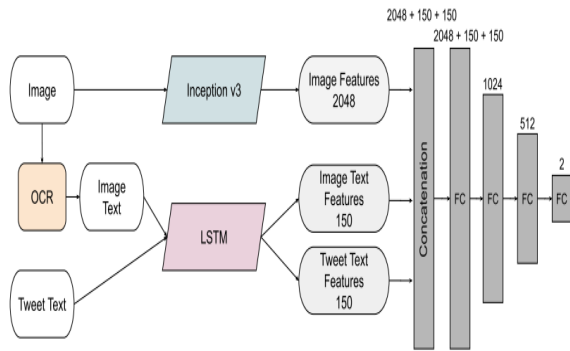 2048 + 150 + 150
2048 + 150 + 150
Image
Inception v3
Image Features
2048
1024
512
2
OCR
Image
Text
LSTM
Image Text
Features
150
Tweet Text
Features
150
Tweet Text
Concatenation
FC
FC
FC
FC